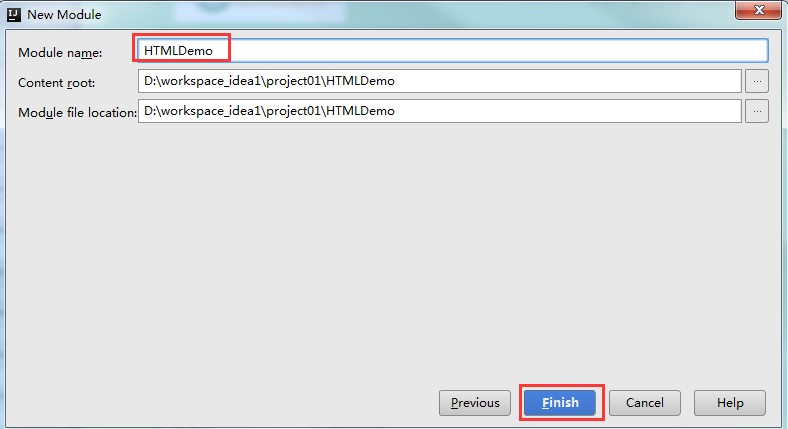 IJ New Module
Module name: HTMLDemo
Content root: D:\workspace_idea1\project01\HTMLDemo ...
Module file location: D:\workspace_idea1\project01\HTMLDemo ...
Previous Finish Cancel Help